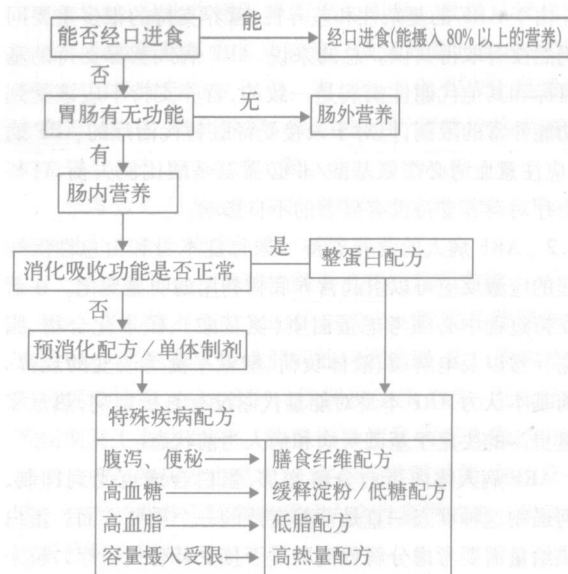 能否经口进食 能 经口进食(能摄入80%以上的营养)
否
胃肠有无功能 无 肠外营养
有
肠内营养
消化吸收功能是否正常 是 整蛋白配方
否
预消化配方/单体制剂
特殊疾病配方
腹泻、便秘 膳食纤维配方
高血糖 缓释淀粉/低糖配方
高血脂 低脂配方
容量摄入受限 高热量配方